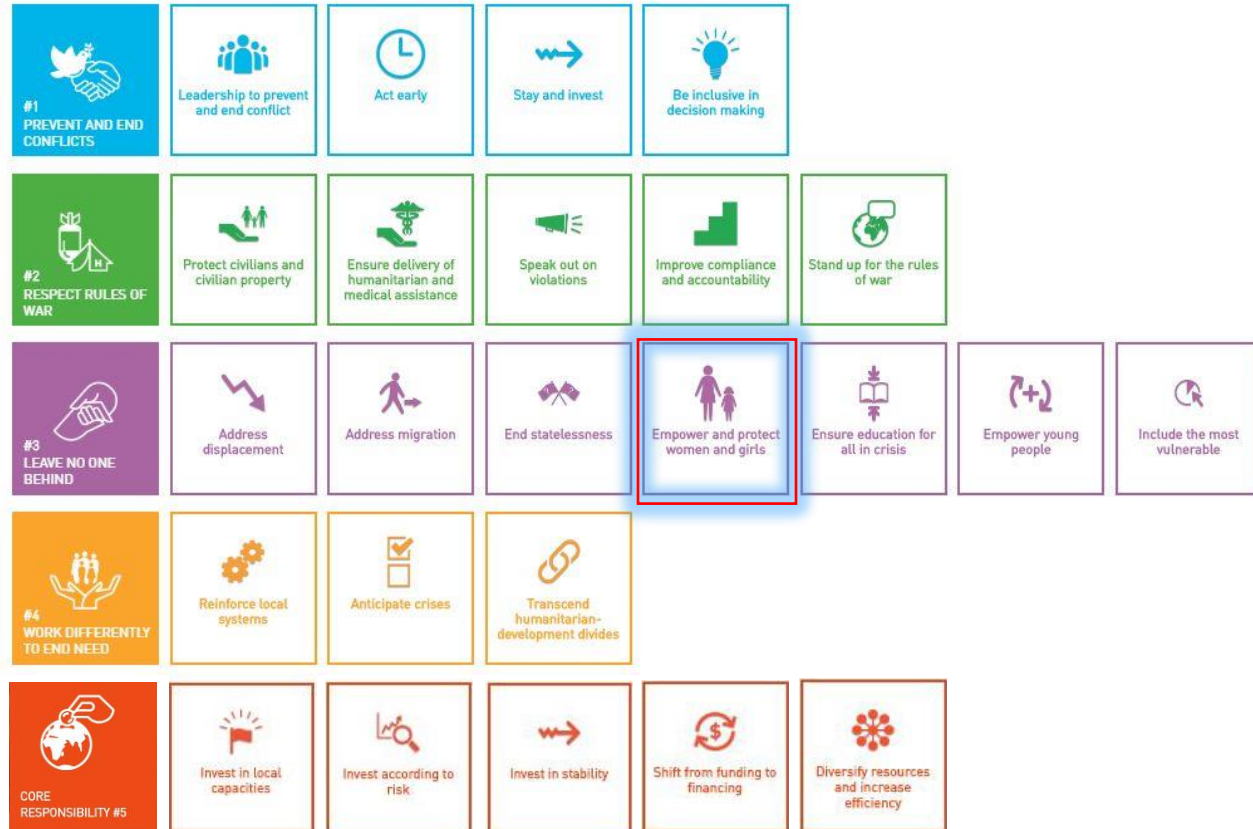 #1
PREVENT AND END
CONFLICTS
Leadership to prevent
and end conflict
Act early
Stay and invest
Be inclusive in
decision making
#2
RESPECT RULES OF
WAR
H
Protect civilians and
civilian property
Ensure delivery of
humanitarian and
medical assistance
Speak out on
violations
Improve compliance
and accountability
Stand up for the rules
of war
#3
LEAVE NO ONE
BEHIND
Address
displacement
Address migration
End statelessness
Empower and protect
women and girls
Ensure education for
all in crisis
Empower young
people
Include the most
vulnerable
#4
WORK DIFFERENTLY
TO END NEED
Reinforce local
systems
Anticipate crises
Transcend
humanitarian-
development divides
CORE
RESPONSIBILITY #5
Invest in local
capacities
Invest according to
risk
Invest in stability
$
Shift from funding to
financing
Diversify resources
and increase
efficiency